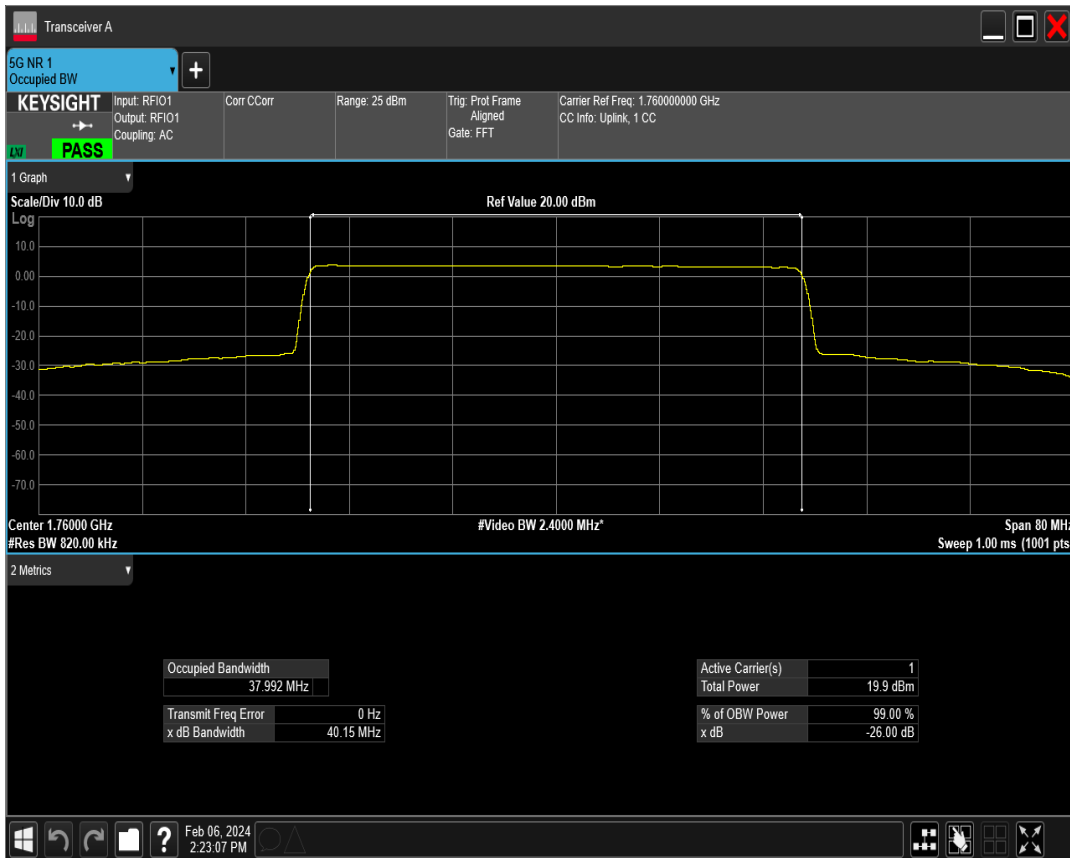 Transceiver A
5G NR 1
Occupied BW
KEYSIGHT
LXI
PASS
Input: RFIO1
Output: RFIO1
Coupling: AC
Corr CCorr
Range: 25 dBm
Trig: Prot Frame
Aligned
Gate: FFT
Carrier Ref Freq: 1.760000000 GHz
CC Info: Uplink, 1 CC
1 Graph
Scale/Div 10.0 dB
Ref Value 20.00 dBm
Log
10.0
0.00
-10.0
-20.0
-30.0
-40.0
-50.0
-60.0
-70.0
Center 1.76000 GHz
#Video BW 2.4000 MHz*
Span 80 MHz
#Res BW 820.00 kHz
Sweep 1.00 ms (1001 pts
2 Metrics
Occupied Bandwidth
37.992 MHz
Transmit Freq Error 0 Hz
x dB Bandwidth 40.15 MHz
Active Carrier(s) 1
Total Power 19.9 dBm
% of OBW Power 99.00 %
x dB -26.00 dB
?
Feb 06, 2024
2:23:07 PM